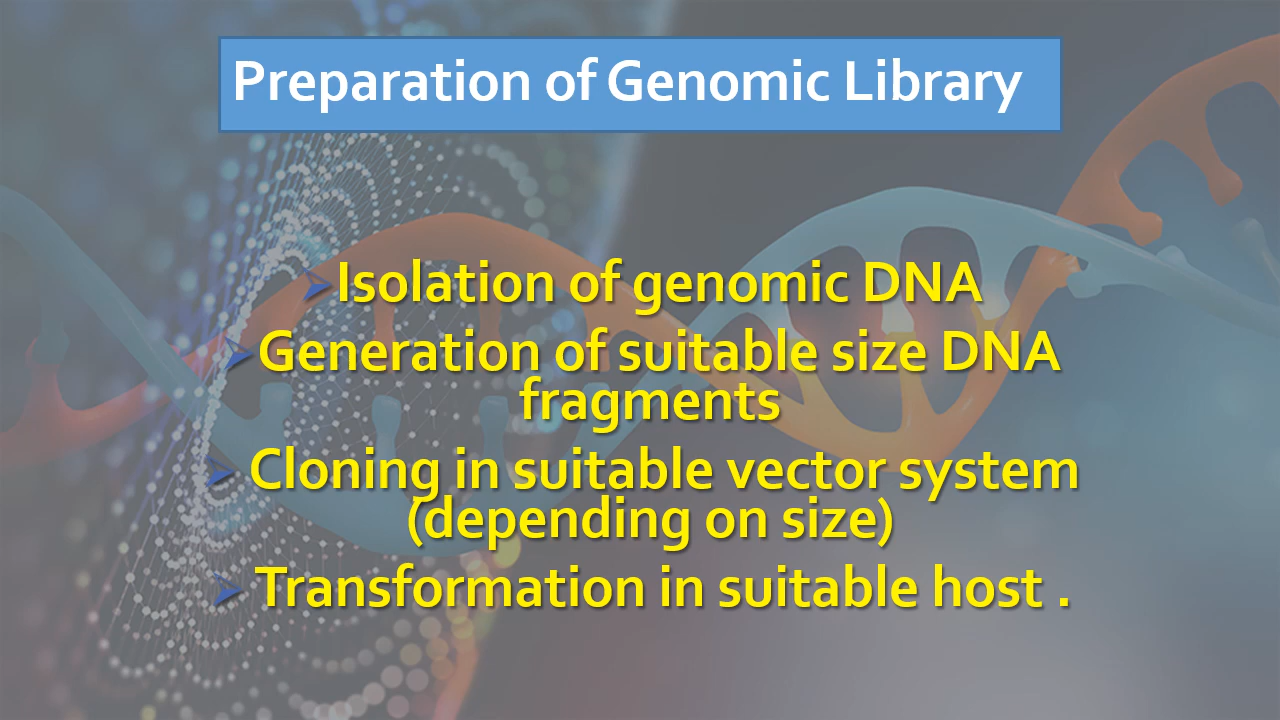 Preparation of Genomic Library
➢Isolation of genomic DNA
➢Generation of suitable size DNA
fragments
➢ Cloning in suitable vector system
(depending on size)
➢ Transformation in suitable host .